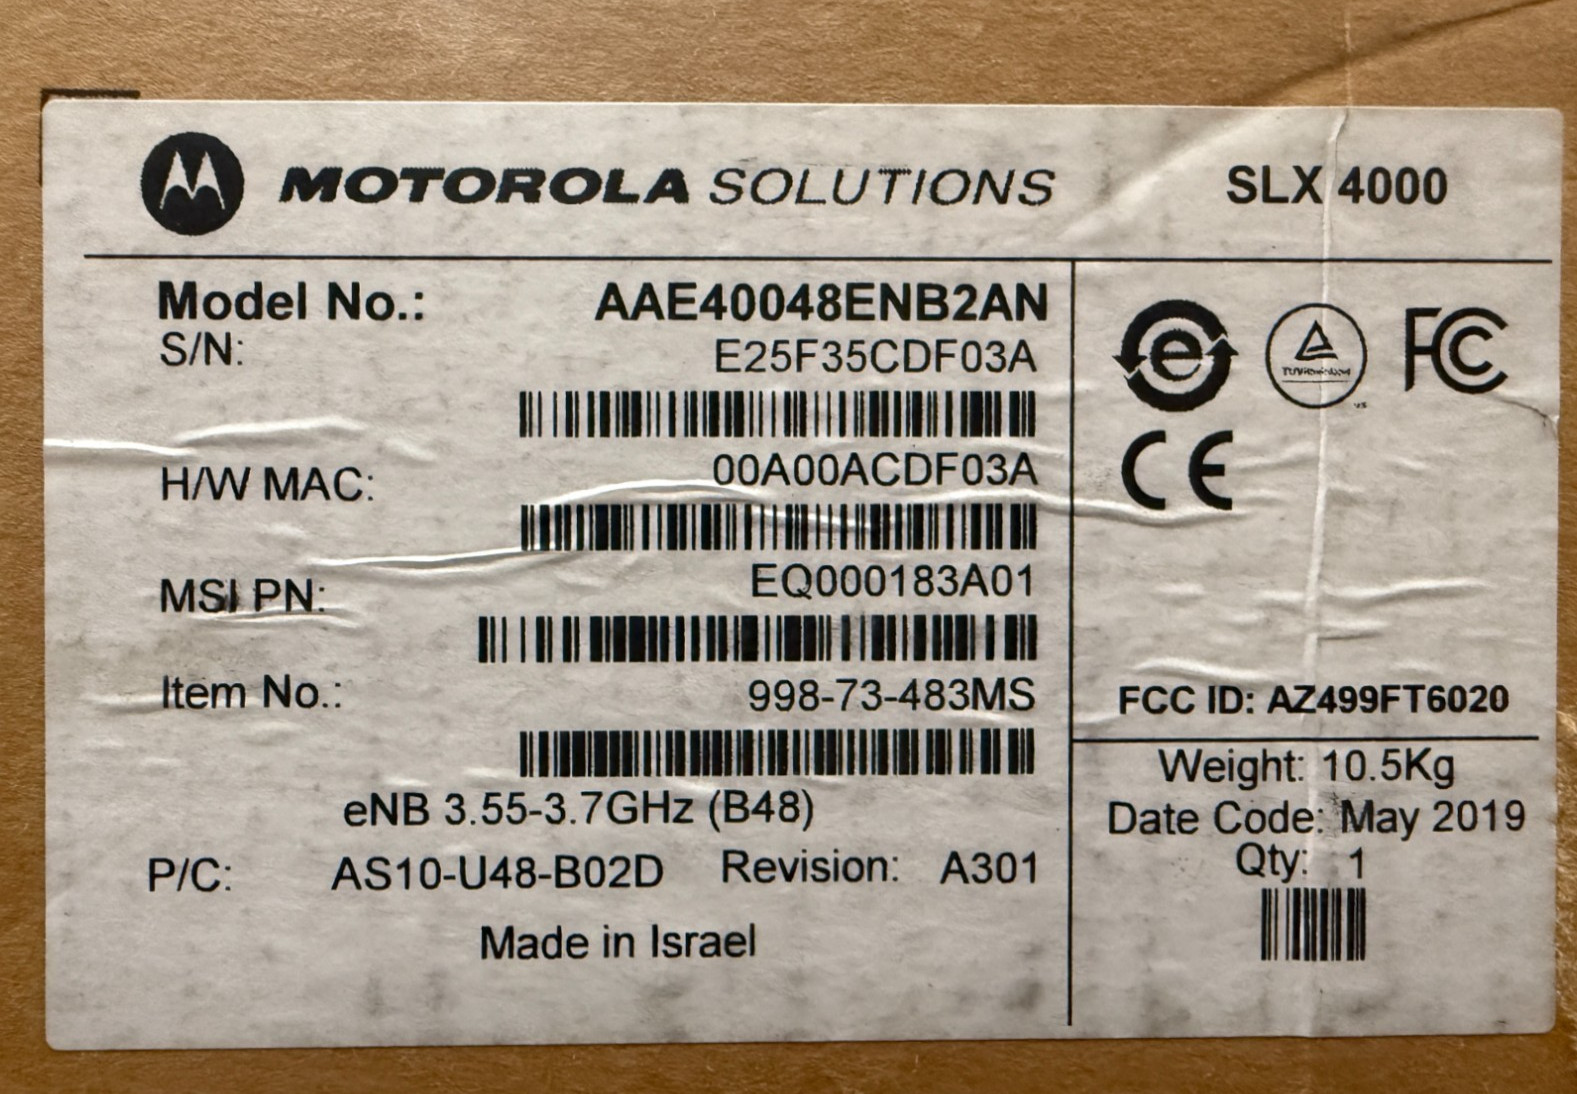 MOTOROLA SOLUTIONS SLX 4000
Model No.: AAE40048ENB2AN
S/N: E25F35CDF03A
H/W MAC: 00A00ACDF03A
MSI PN: EQ000183A01
Item No.: 998-73-483MS
eNB 3.55-3.7GHz (B48)
P/C: AS10-U48-B02D Revision: A301
Made in Israel
e
FC
CE
FCC ID: AZ499FT6020
Weight: 10.5Kg
Date Code: May 2019
Qty: 1